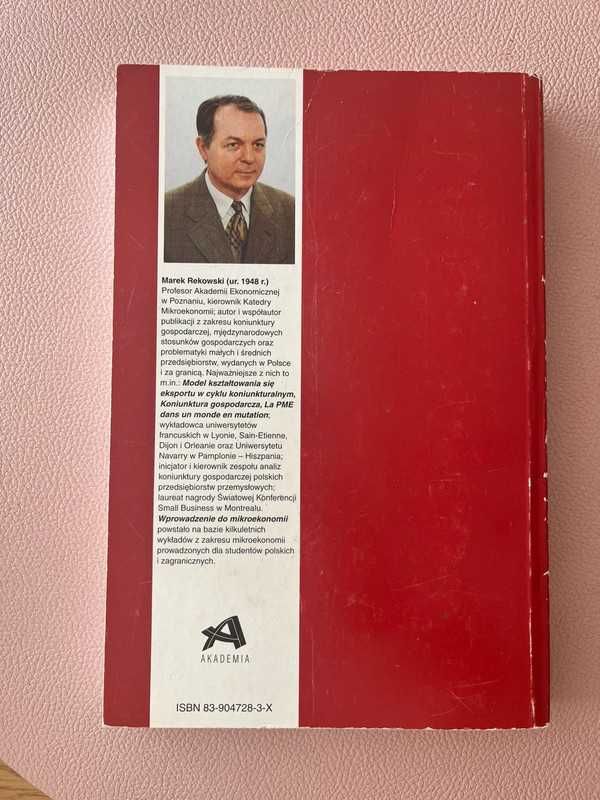 Marek Rekowski (ur. 1948 r.)
Profesor Akademii Ekonomicznej
w Poznaniu, kierownik Katedry
Mikroekonomii; autor i współautor
publikacji z zakresu koniunktury
gospodarczej, międzynarodowych
stosunków gospodarczych oraz
problematyki małych i średnich
przedsiębiorstw, wydanych w Polsce
i za granicą. Najważniejsze z nich to
m.in.: Model kształtowania się
eksportu w cyklu koniunkturalnym,
Koniunktura gospodarcza, La PME
dans un monde en mutation;
wykładowca uniwersytetów
francuskich w Lyonie, Sain-Etienne,
Dijon i Orleanie oraz Uniwersytetu
Navarry w Pamplonie – Hiszpania;
inicjator i kierownik zespołu analiz
koniunktury gospodarczej polskich
przedsiębiorstw przemysłowych;
laureat nagrody Światowej Konferencji
Small Business w Montrealu.
Wprowadzenie do mikroekonomii
powstało na bazie kilkuletnich
wykładów z zakresu mikroekonomii
prowadzonych dla studentów polskich
i zagranicznych.
AKADEMIA
ISBN 83-904728-3-X